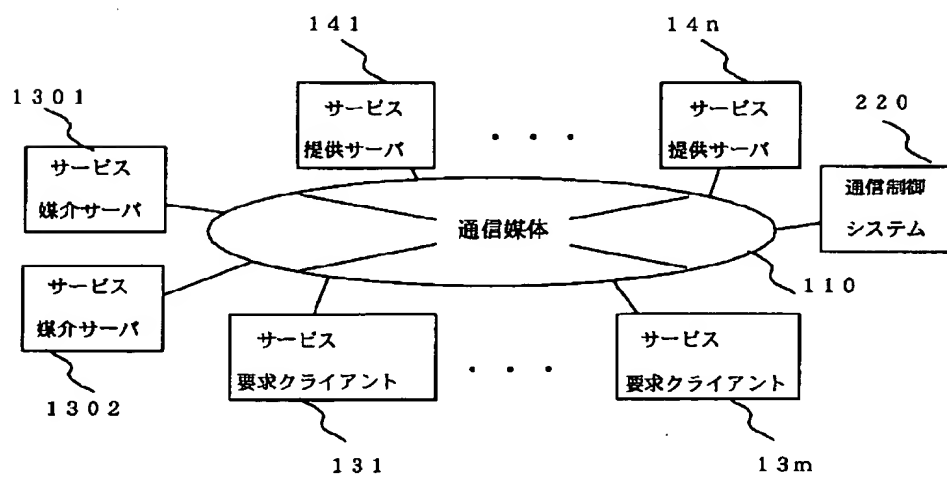 141
14n
1301
220
サービス
提供サーバ
・・・
サービス
提供サーバ
サービス
媒介サーバ
通信制御
システム
通信媒体
サービス
媒介サーバ
110
サービス
要求クライアント
・・・
サービス
要求クライアント
1302
131
13m